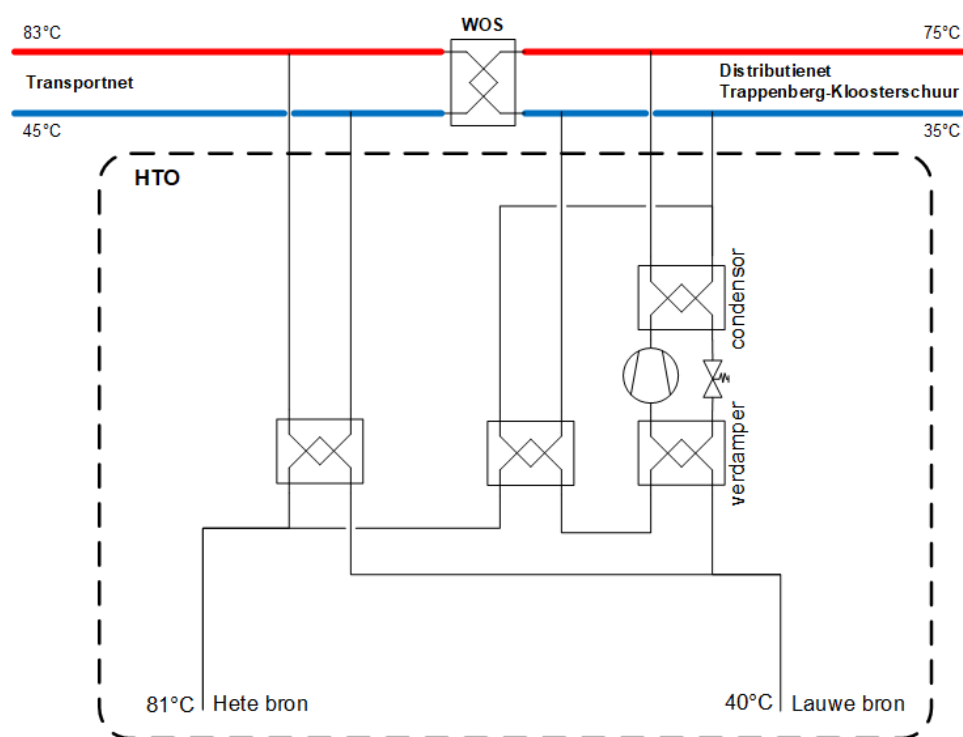 WOS
83°C
75°C
Transportnet
Distributienet
Trappenberg-Kloosterschuur
45°C
35°C
HTO
condensor
verdamper
81°C Hete bron
40°C Lauwe bron